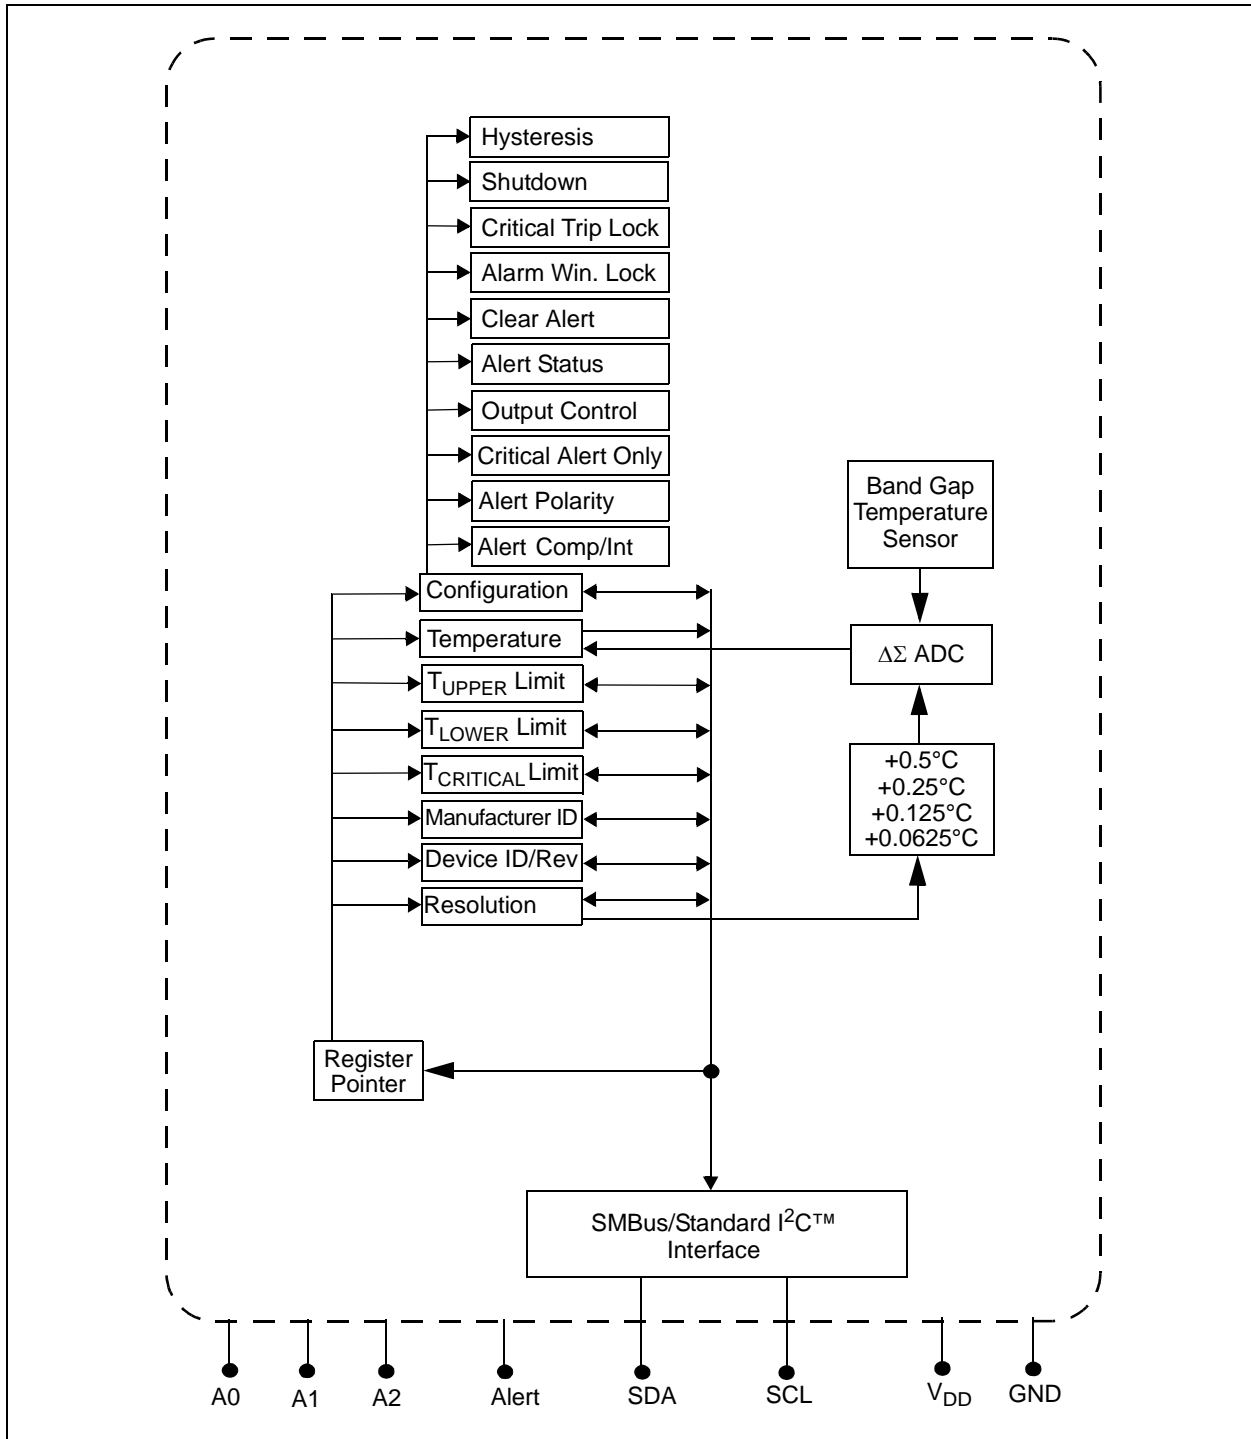 Hysteresis
Shutdown
Critical Trip Lock
Alarm Win. Lock
Clear Alert
Alert Status
Output Control
Critical Alert Only
Alert Polarity
Alert Comp/Int
Configuration
Temperature
TUPPER Limit
TLOWER Limit
TCRITICAL Limit
Manufacturer ID
Device ID/Rev
Resolution
Band Gap
Temperature
Sensor
ΔΣ ADC
+0.5°C
+0.25°C
+0.125°C
+0.0625°C
Register
Pointer
SMBus/Standard I²C™
Interface
A0
A1
A2
Alert
SDA
SCL
VDD
GND